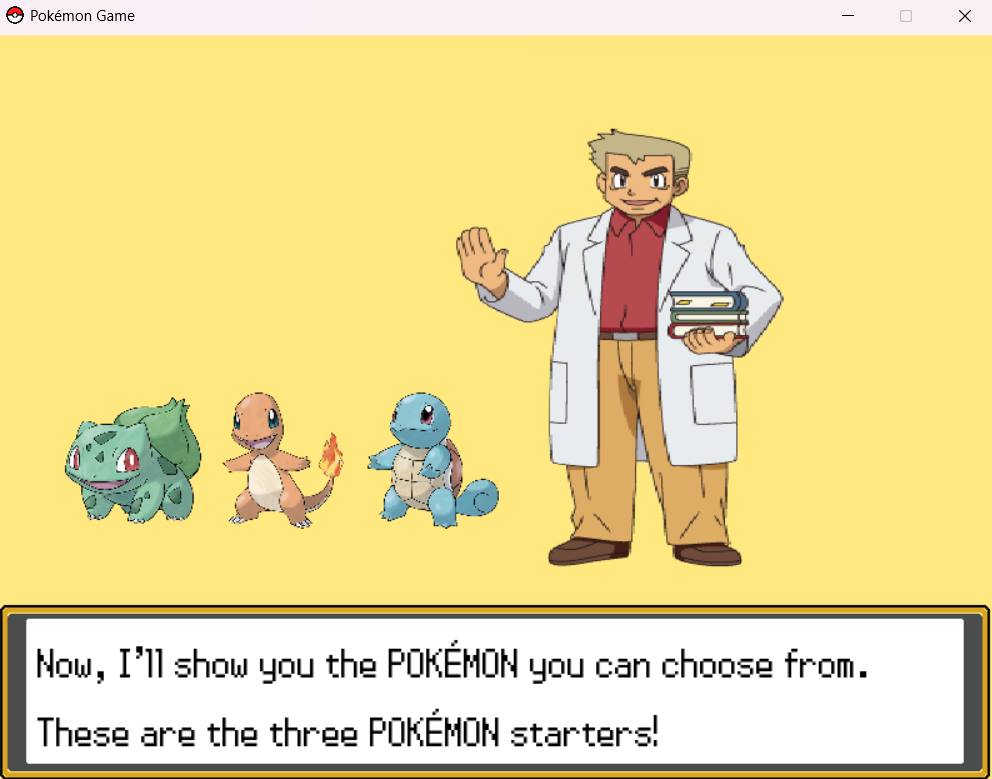 Pokémon Game
Now, I'll show you the POKÉMON you can choose from.
These are the three POKÉMON starters!